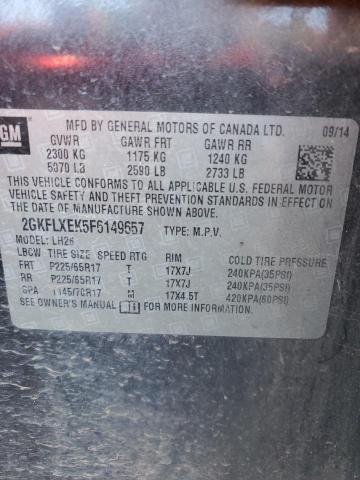 GM
MFD BY GENERAL MOTORS OF CANADA LTD. 09/14
GVWR GAWR FRT GAWR RR
2300 KG 1175 KG 1240 KG
5070 LB 2590 LB 2733 LB
THIS VEHICLE CONFORMS TO ALL APPLICABLE U.S. FEDERAL MOTOR
VEHICLE SAFETY AND THEFT PREVENTION STANDARDS IN EFFECT
ON THE DATE OF MANUFACTURE SHOWN ABOVE.
2GKFLXEK5F6149657 TYPE: M.P.V.
MODEL: LH26
TIRE SIZE SPEED RTG RIM COLD TIRE PRESSURE
FRT P225/65R17 T 17X7J 240KPA(35PSI)
RR P225/65R17 T 17X7J 240KPA(35PSI)
SPA T145/70R17 M 17X4.5T 420KPA(60PSI)
SEE OWNER'S MANUAL FOR MORE INFORMATION.